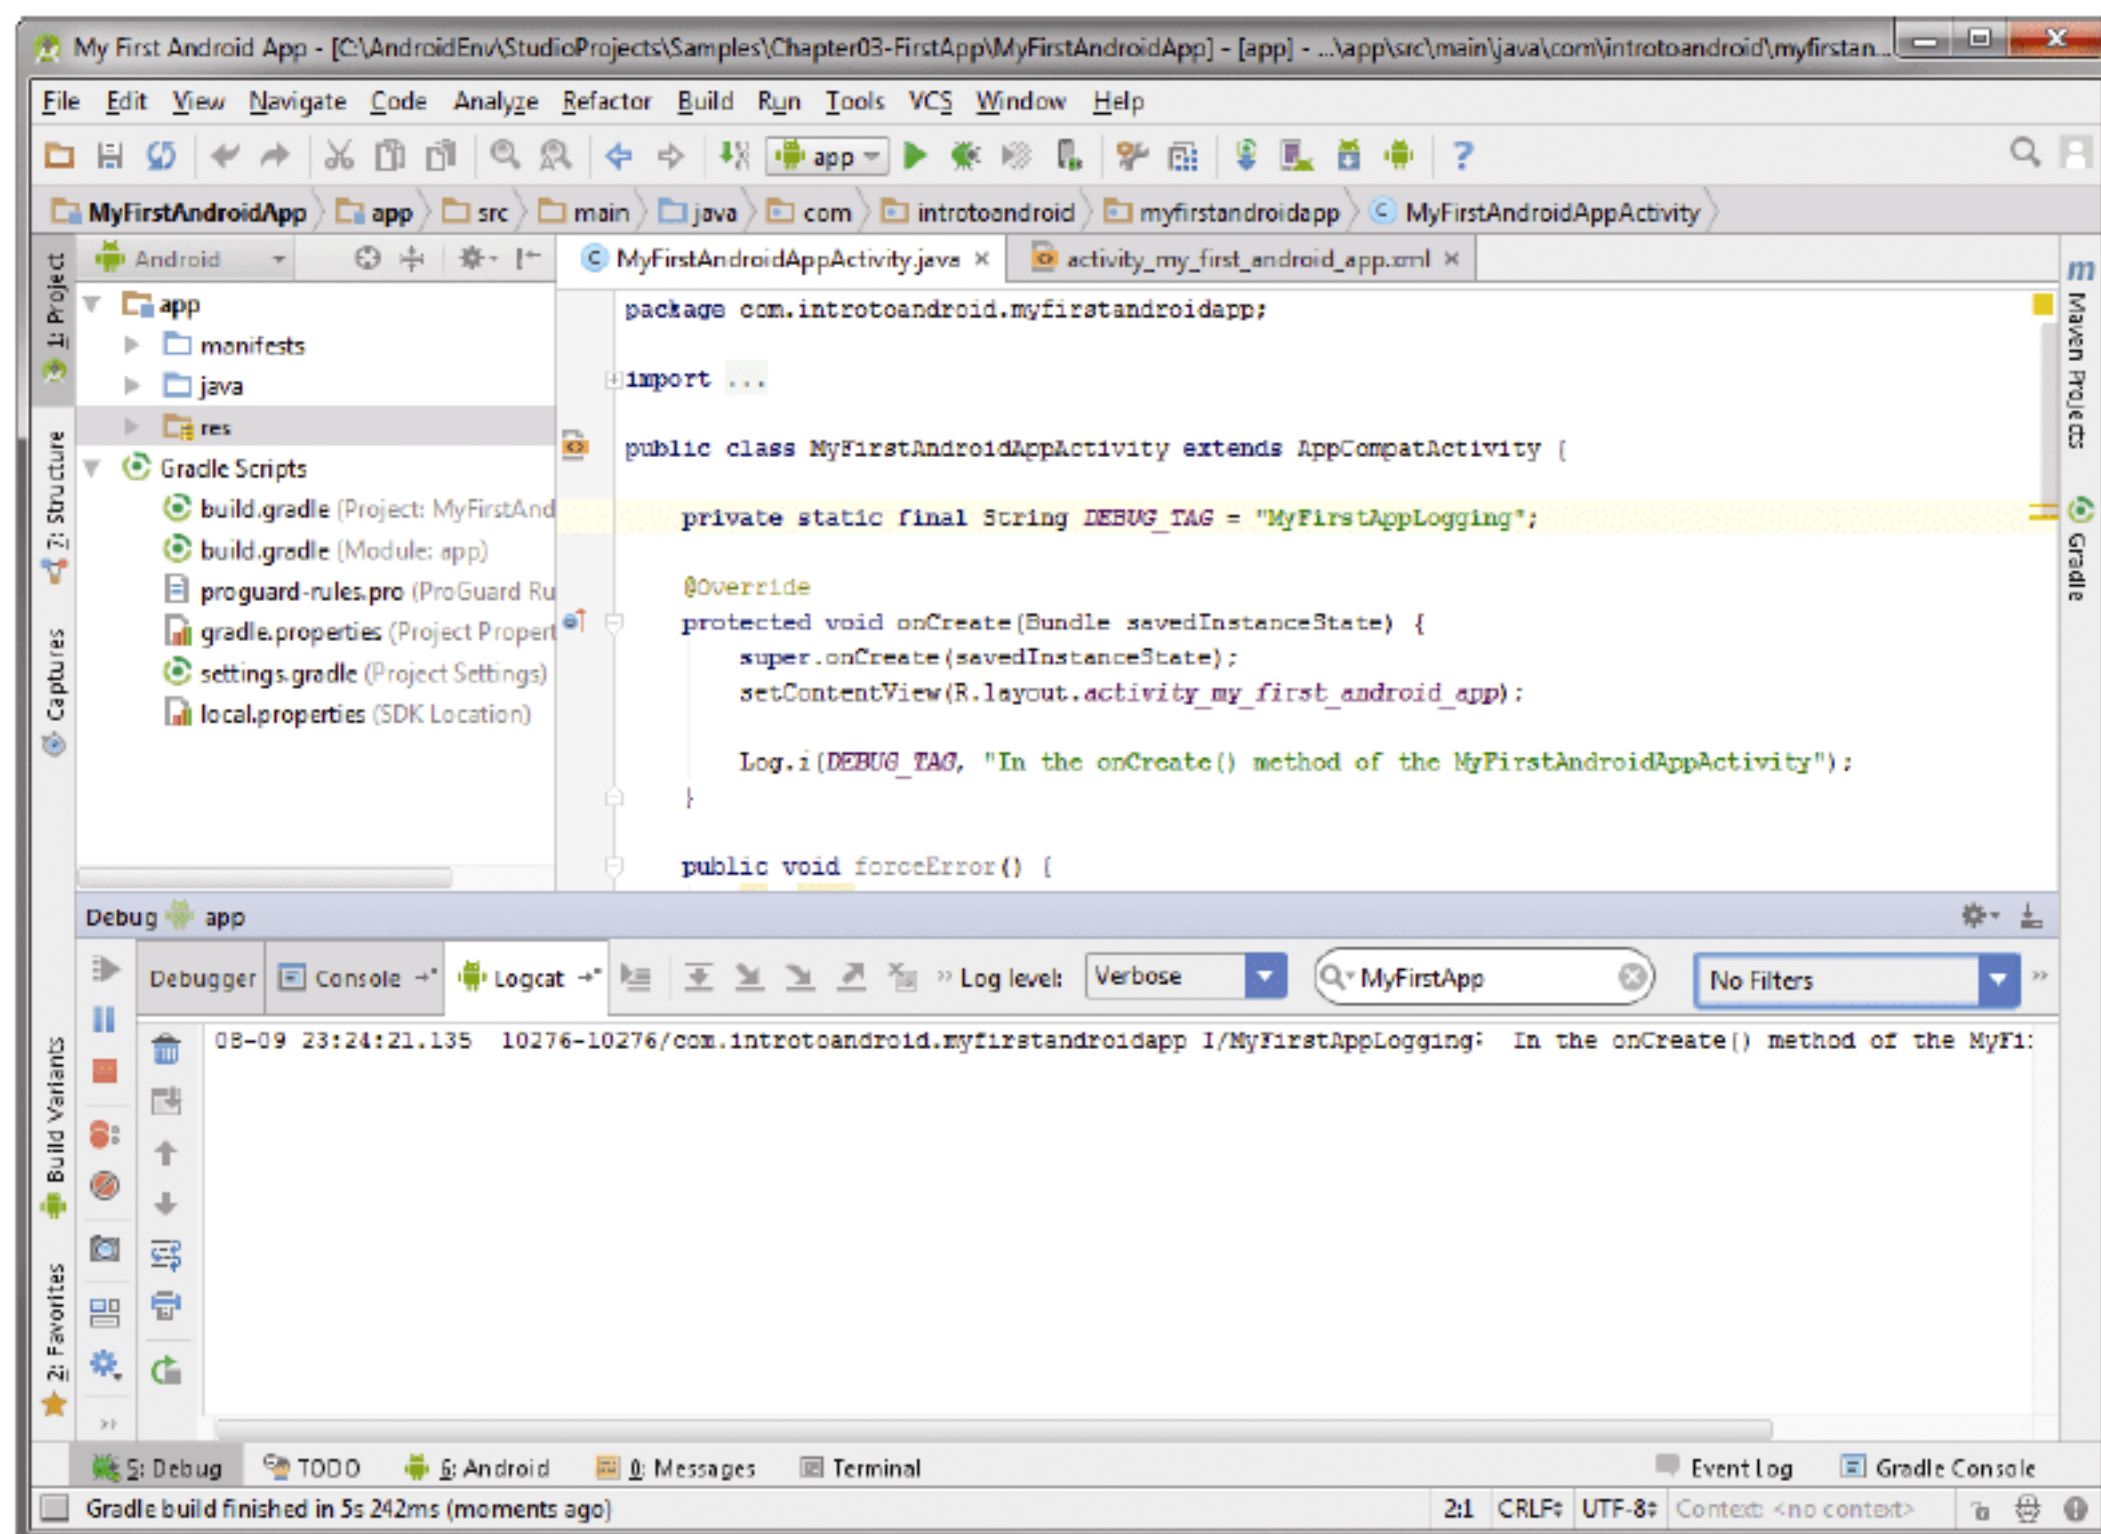 My First Android App - [C:\AndroidEnv\StudioProjects\Samples\Chapter03-FirstApp\MyFirstAndroidApp] - [app] - ...\app\src\main\java\com\introtoandroid\myfirstan...
File Edit View Navigate Code Analyze Refactor Build Run Tools VCS Window Help
app
MyFirstAndroidApp app src main java com introtoandroid myfirstandroidapp MyFirstAndroidAppActivity
1: Project
7: Structure
Captures
Build Variants
2: Favorites
Android
app
manifests
java
res
Gradle Scripts
build.gradle (Project: MyFirstAnd
build.gradle (Module: app)
proguard-rules.pro (ProGuard Ru
gradle.properties (Project Propert
settings.gradle (Project Settings)
local.properties (SDK Location)
MyFirstAndroidAppActivity.java activity_my_first_android_app.xml
package com.introtoandroid.myfirstandroidapp;
import ...
public class MyFirstAndroidAppActivity extends AppCompatActivity {
private static final String DEBUG_TAG = "MyFirstAppLogging";
@Override
protected void onCreate(Bundle savedInstanceState) {
super.onCreate(savedInstanceState);
setContentView(R.layout.activity_my_first_android_app);
Log.i(DEBUG_TAG, "In the onCreate() method of the MyFirstAndroidAppActivity");
}
public void forceError() {
Maven Projects
Gradle
Debug app
Debugger Console Logcat Log level: Verbose MyFirstApp No Filters
08-09 23:24:21.135 10276-10276/com.introtoandroid.myfirstandroidapp I/MyFirstAppLogging: In the onCreate() method of the MyFi
5: Debug TODO 6: Android 0: Messages Terminal Event Log Gradle Console
Gradle build finished in 5s 242ms (moments ago) 2:1 CRLF UTF-8 Context: <no context>